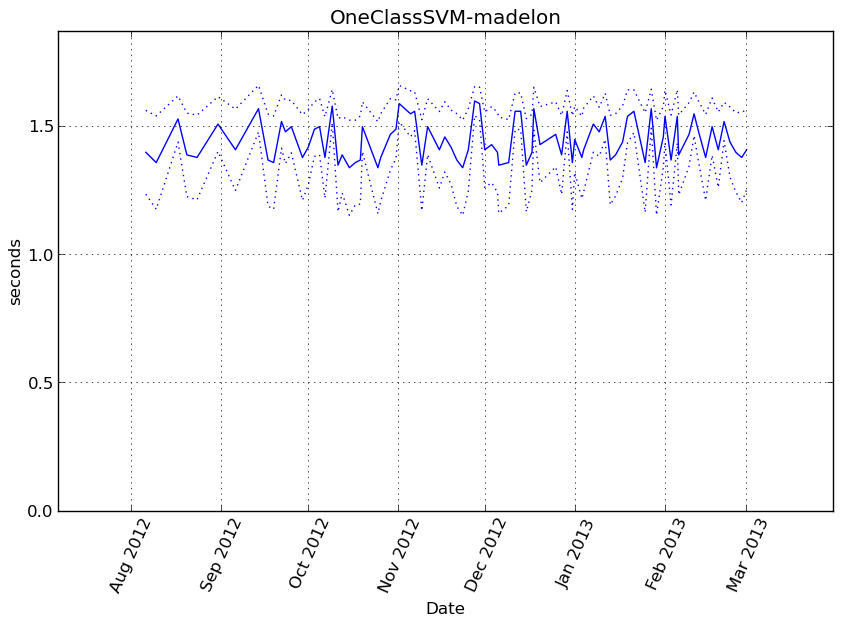 OneClassSVM-madelon
seconds
1.5
1.0
0.5
0.0
Aug 2012
Sep 2012
Oct 2012
Nov 2012
Dec 2012
Jan 2013
Feb 2013
Mar 2013
Date